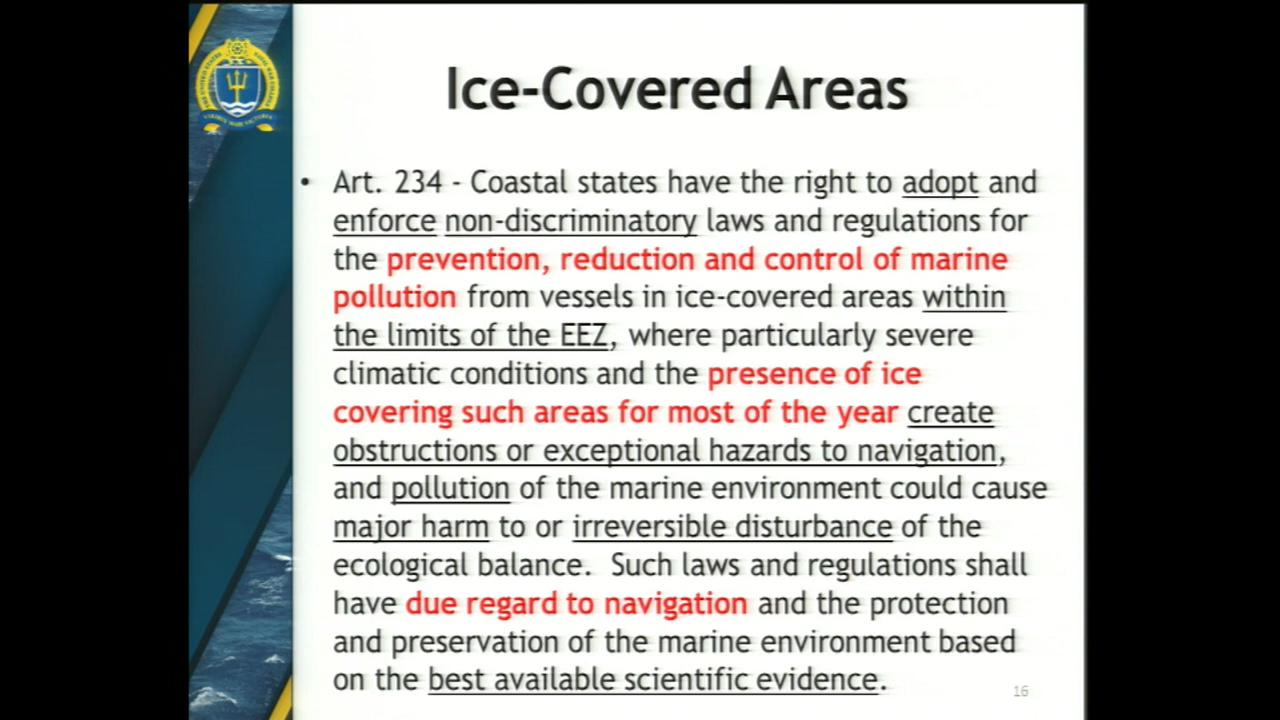 Ice-Covered Areas
• Art. 234 - Coastal states have the right to adopt and
enforce non-discriminatory laws and regulations for
the prevention, reduction and control of marine
pollution from vessels in ice-covered areas within
the limits of the EEZ, where particularly severe
climatic conditions and the presence of ice
covering such areas for most of the year create
obstructions or exceptional hazards to navigation,
and pollution of the marine environment could cause
major harm to or irreversible disturbance of the
ecological balance.  Such laws and regulations shall
have due regard to navigation and the protection
and preservation of the marine environment based
on the best available scientific evidence.
16